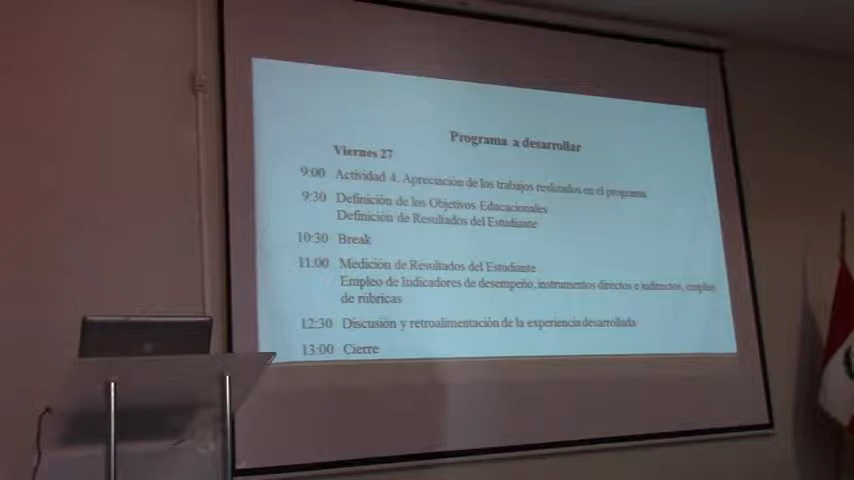 Programa a desarrollar
Viernes 27
9:00 Actividad 4. Apreciación de los trabajos realizados en el programa
9:30 Definición de los Objetivos Educacionales
Definición de Resultados del Estudiante
10:30 Break
11:00 Medición de Resultados del Estudiante
Empleo de Indicadores de desempeño, instrumentos directos e indirectos, empleo
de rúbricas
12:30 Discusión y retroalimentación de la experiencia desarrollada
13:00 Cierre